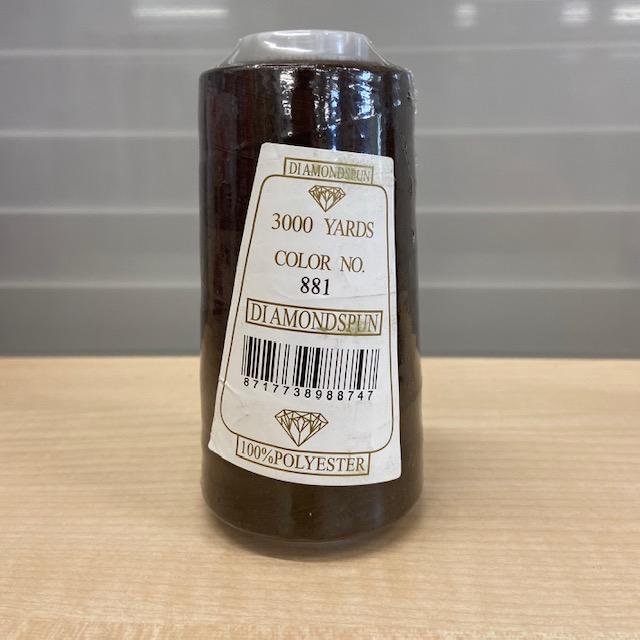 DIAMONDSPUN
3000 YARDS
COLOR NO.
881
DIAMONDSPUN
8717738988747
100%POLYESTER